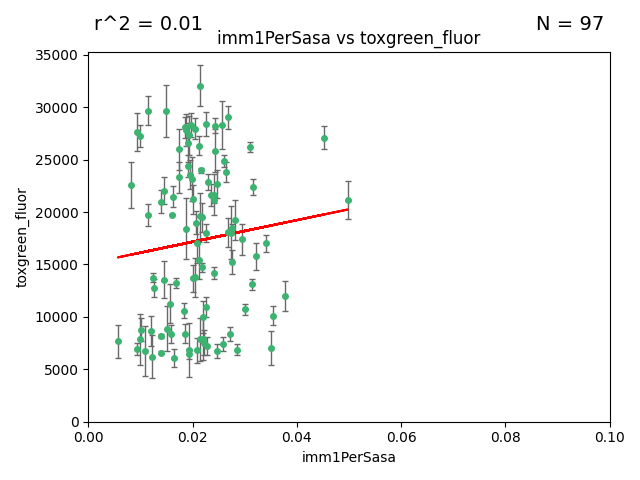 r^2 = 0.01
N = 97
imm1PerSasa vs toxgreen_fluor
toxgreen_fluor
35000
30000
25000
20000
15000
10000
5000
0
0.00
0.02
0.04
0.06
0.08
0.10
imm1PerSasa